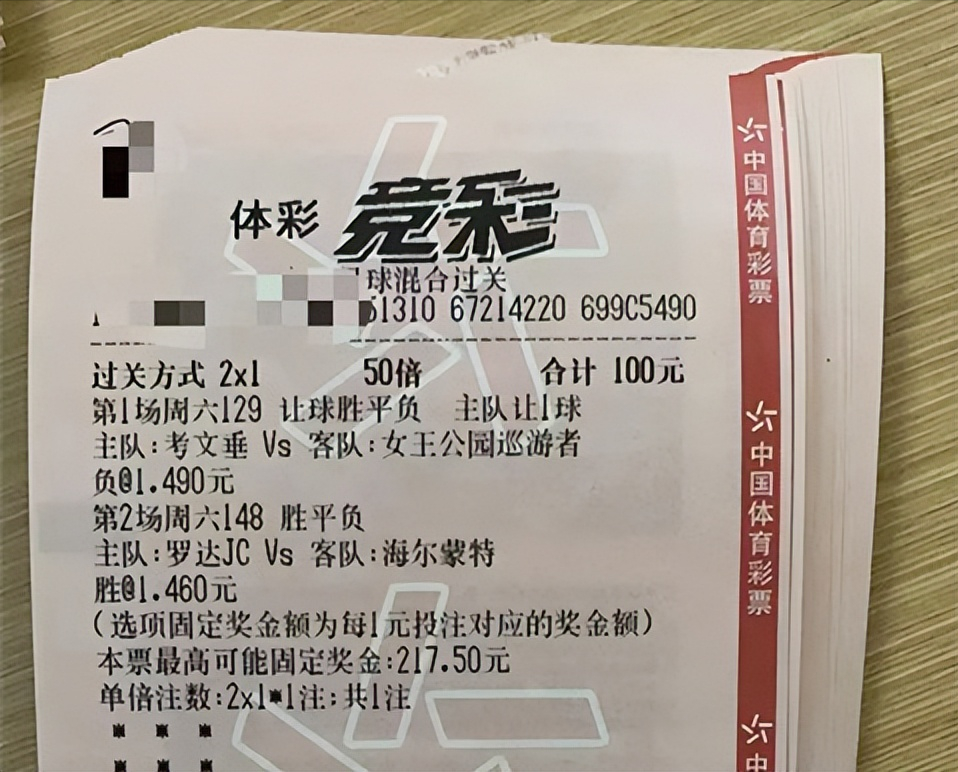 体彩 竞彩
球混合过关
51310 67214220 699C5490
过关方式 2x1 50倍 合计 100元
第1场周六129 让球胜平负 主队让1球
主队:考文垂 Vs 客队:女王公园巡游者
负@1.490元
第2场周六148 胜平负
主队:罗达JC Vs 客队:海尔蒙特
胜@1.460元
(选项固定奖金额为每1元投注对应的奖金额)
本票最高可能固定奖金:217.50元
单倍注数:2x1*1注;共1注
中国体育彩票
中国体育彩票
中